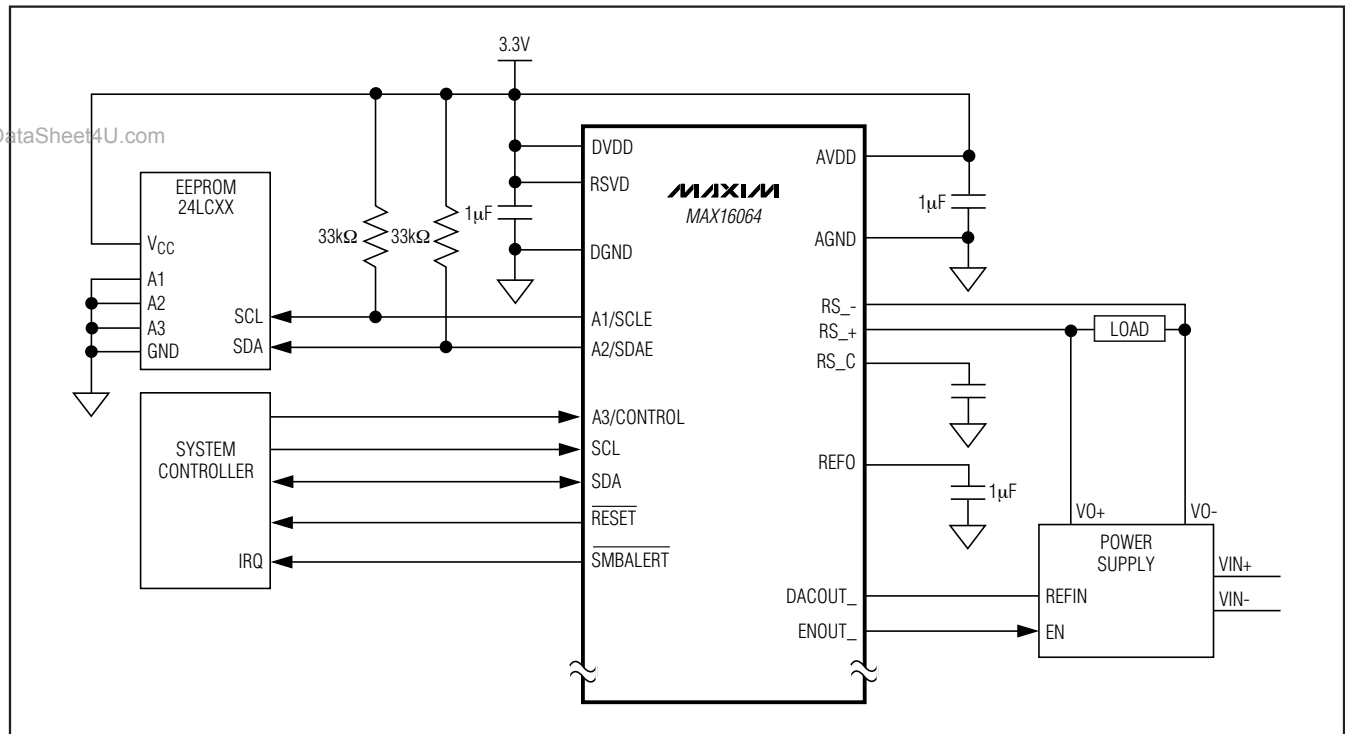 3.3V
DataSheet4U.com
EEPROM
24LCXX
VCC
A1
A2
A3
GND
SCL
SDA
33kΩ
33kΩ
1µF
DVDD
RSVD
DGND
A1/SCLE
A2/SDAE
A3/CONTROL
SCL
SDA
RESET
SMBALERT
MAXIM
MAX16064
AVDD
AGND
RS_-
RS_+
RS_C
REFO
DACOUT_
ENOUT_
1µF
LOAD
1µF
SYSTEM
CONTROLLER
IRQ
VO+
VO-
POWER
SUPPLY
REFIN
EN
VIN+
VIN-